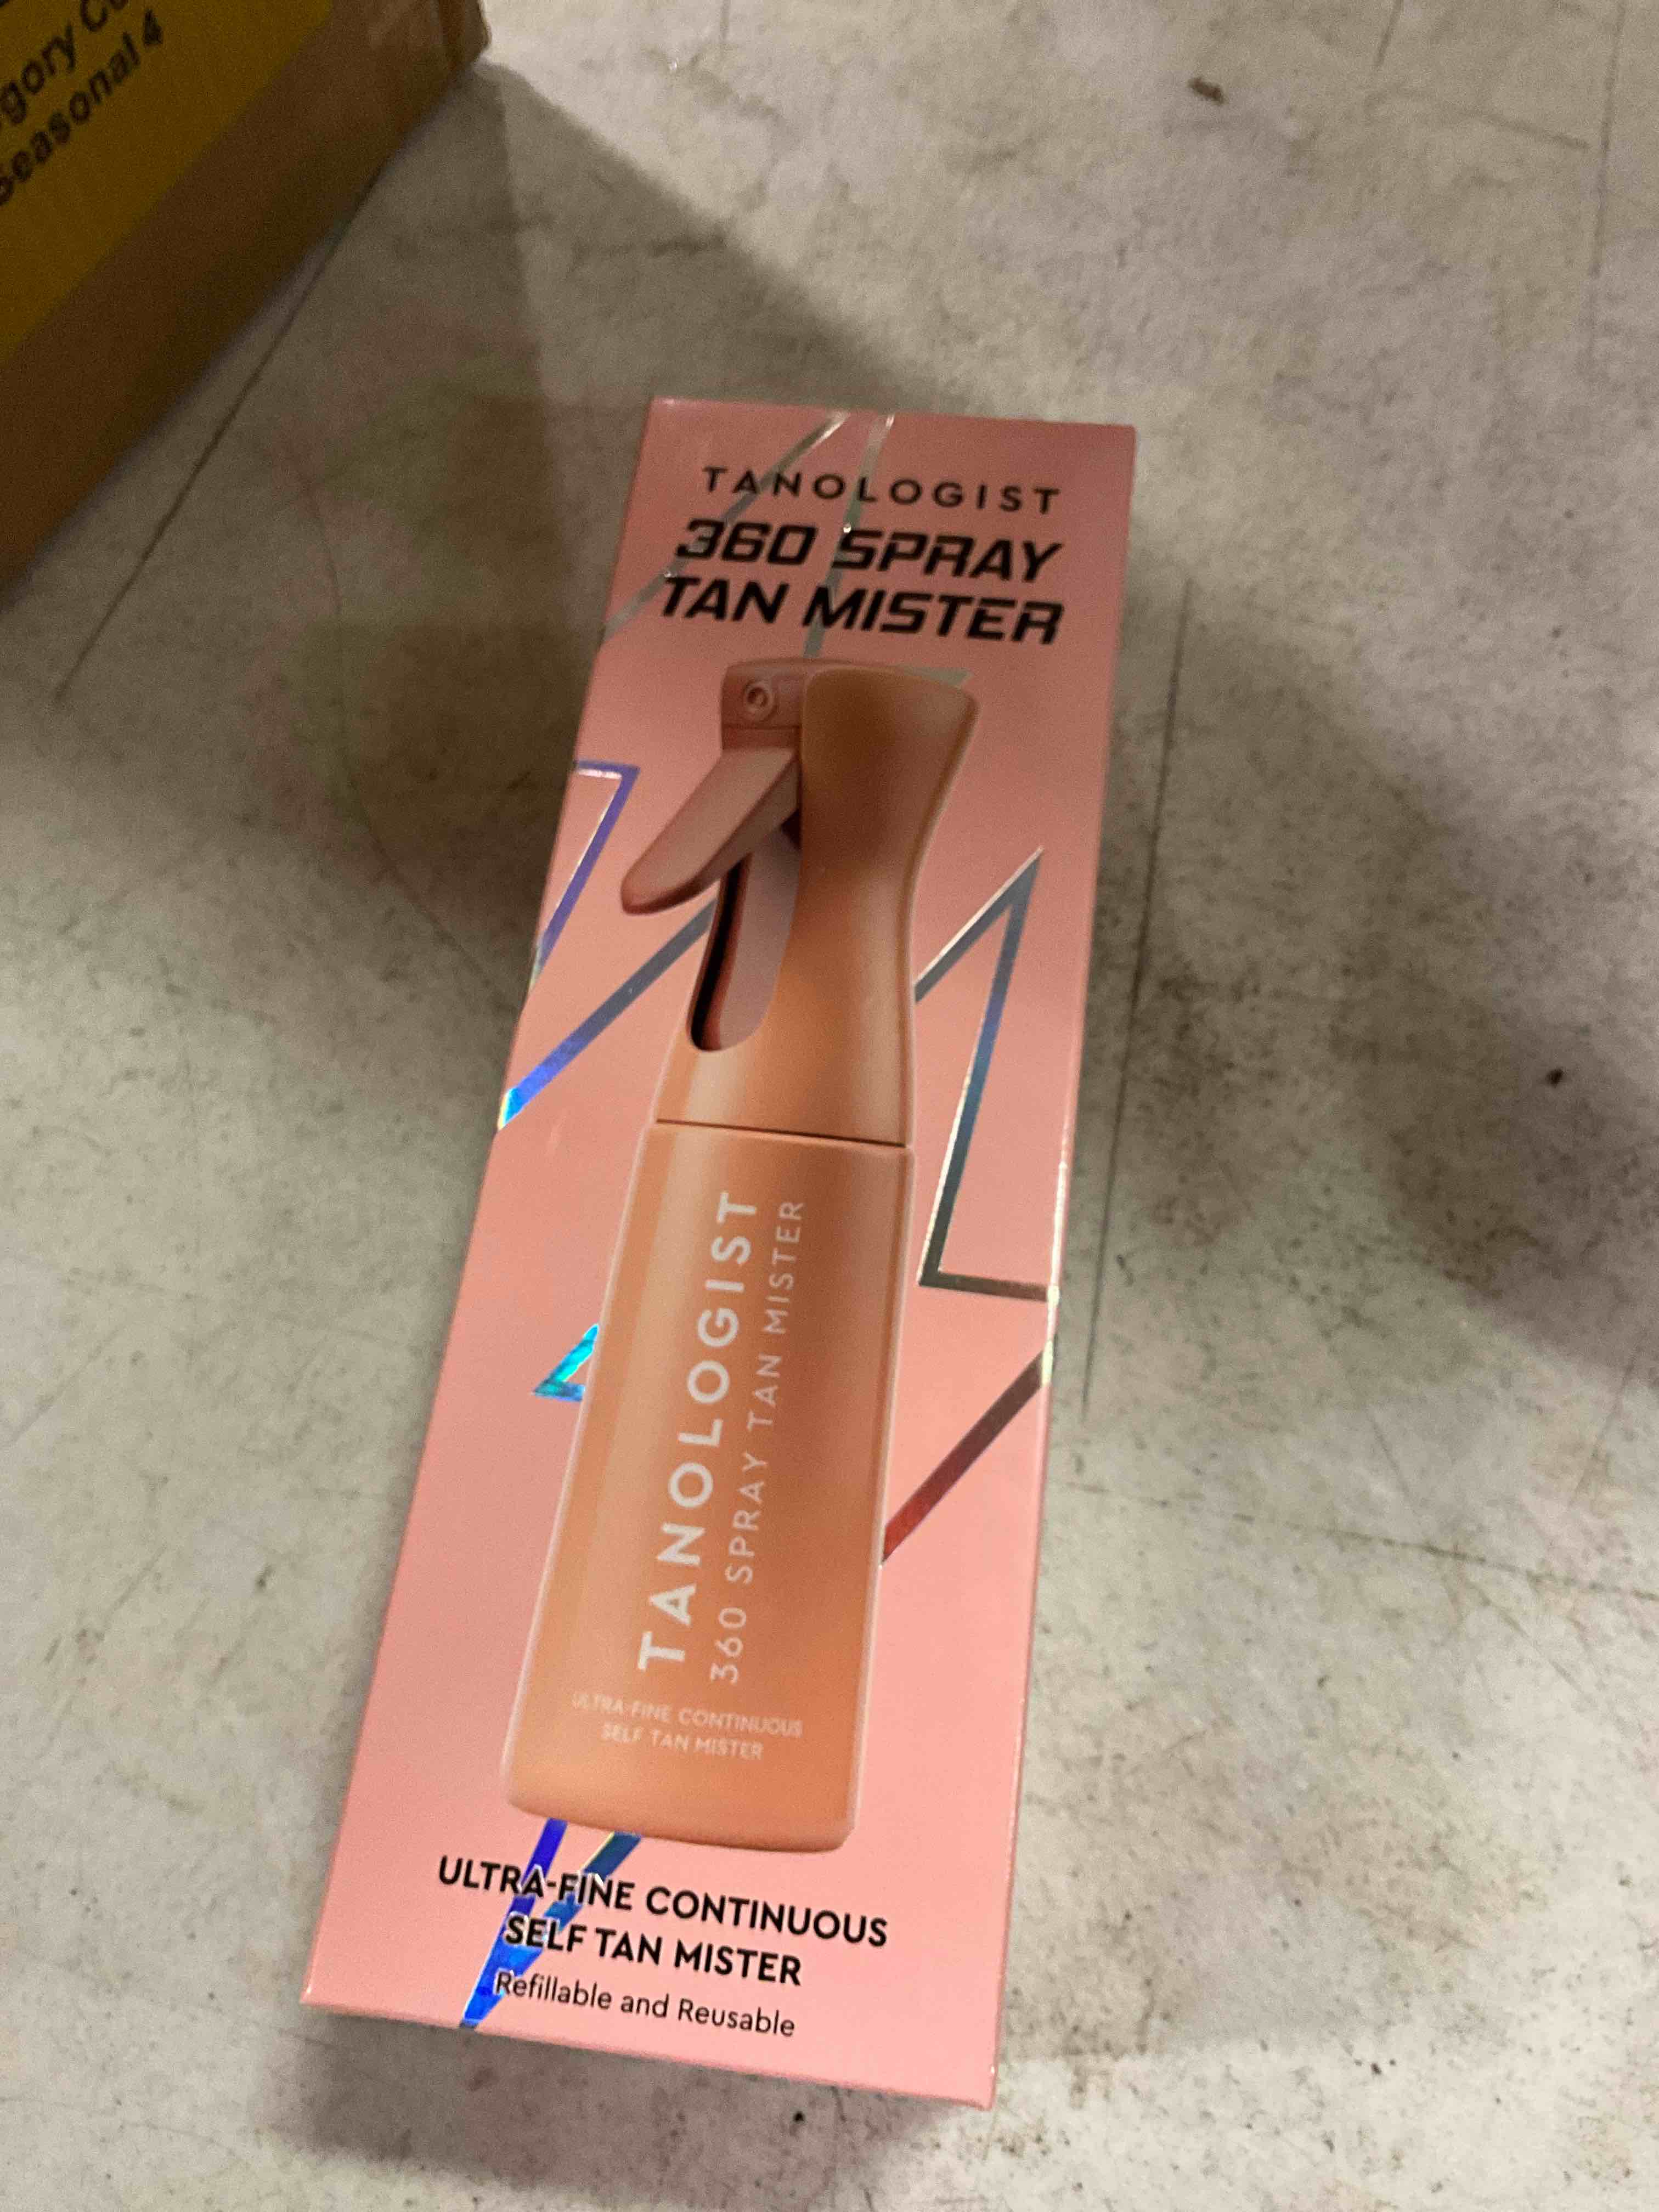 Seasonal 4
TANOLOGIST
360 SPRAY
TAN MISTER
TANOLOGIST
360 SPRAY TAN MISTER
ULTRA-FINE CONTINUOUS
SELF TAN MISTER
ULTRA-FINE CONTINUOUS
SELF TAN MISTER
Refillable and Reusable